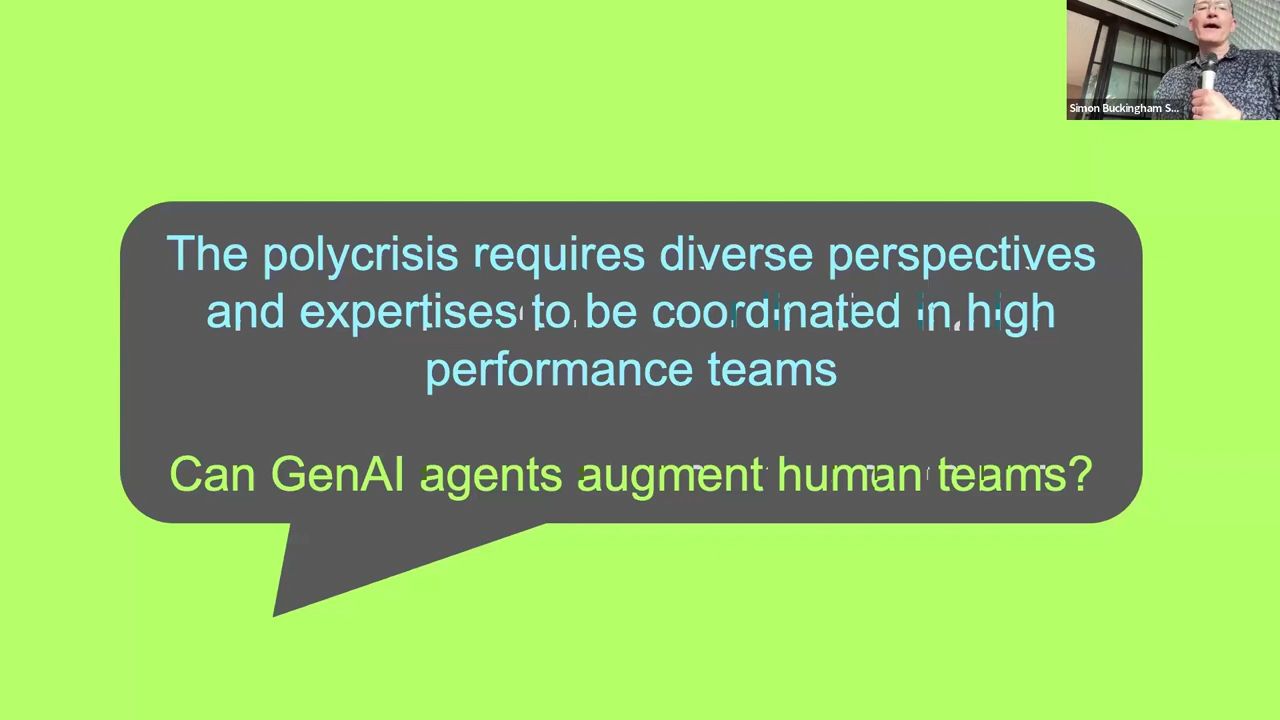 Simon Buckingham S...
The polycrisis requires diverse perspectives
and expertises to be coordinated in high
performance teams
Can GenAI agents augment human teams?